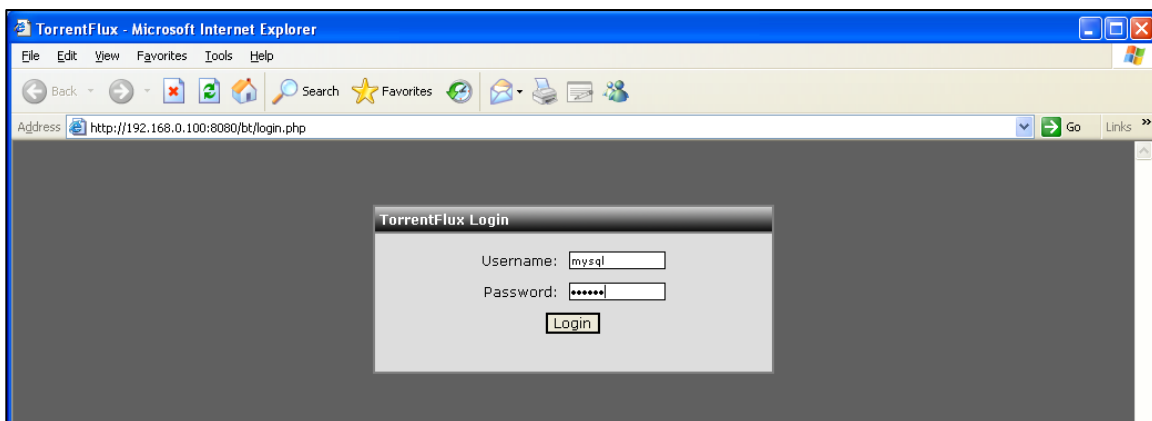 TorrentFlux - Microsoft Internet Explorer
File Edit View Favorites Tools Help
Back Search Favorites
Address http://192.168.0.100:8080/bt/login.php Go Links »
TorrentFlux Login
Username: mysql
Password: ••••••
Login